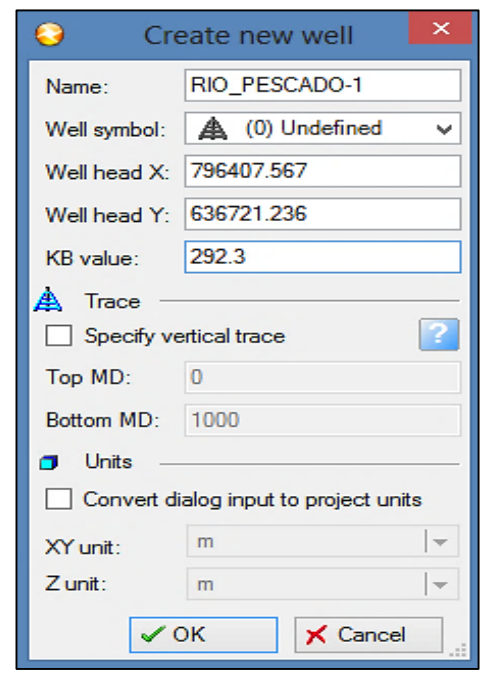 Create new well
Name: RIO_PESCADO-1
Well symbol: (0) Undefined
Well head X: 796407.567
Well head Y: 636721.236
KB value: 292.3
Trace
Specify vertical trace ?
Top MD: 0
Bottom MD: 1000
Units
Convert dialog input to project units
XY unit: m
Z unit: m
OK Cancel